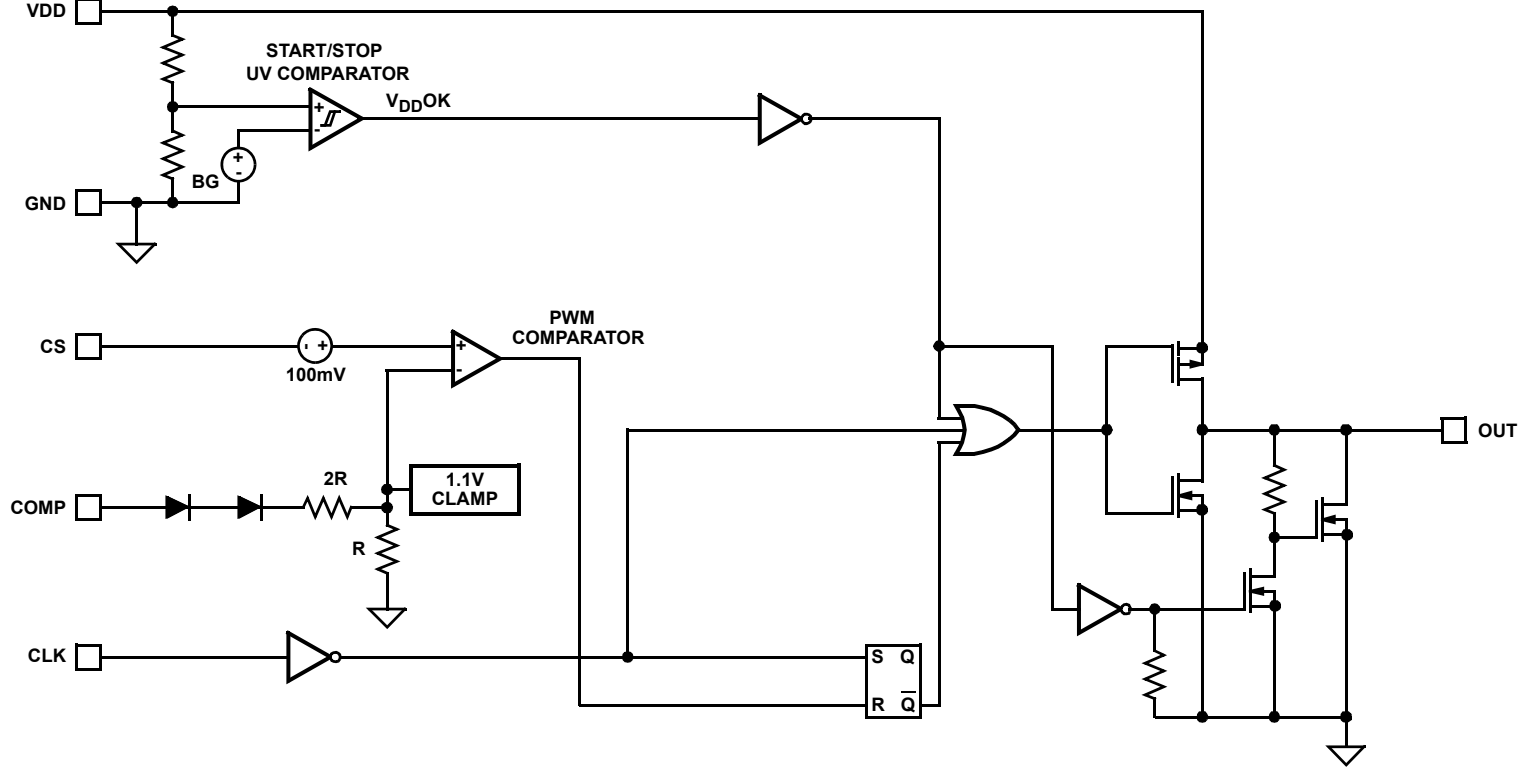 VDD
START/STOP
UV COMPARATOR
+
-
VDDOK
+
-
BG
GND
PWM
COMPARATOR
CS
- +
100mV
+
-
OUT
1.1V
CLAMP
2R
COMP
R
CLK
S Q
R Q̅